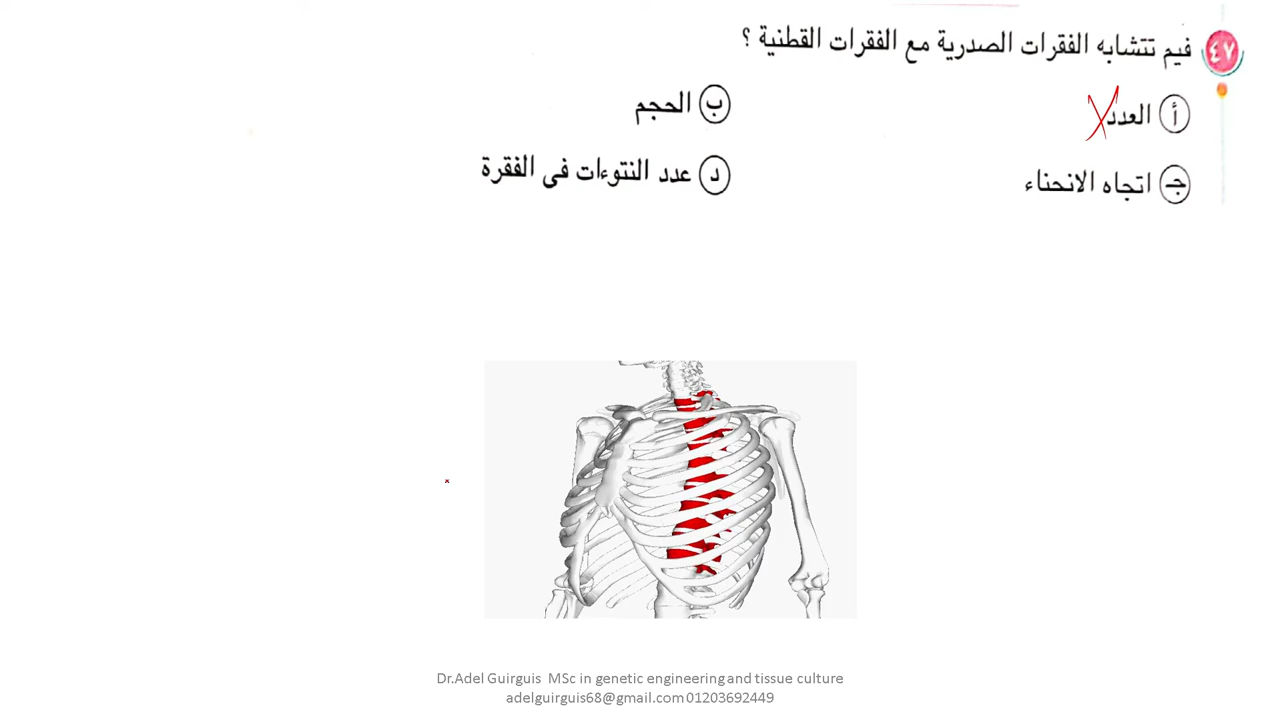 ٤٧ فيم تتشابه الفقرات الصدرية مع الفقرات القطنية ؟
أ العدد
ب الحجم
جـ اتجاه الانحناء
د عدد النتوءات فى الفقرة
Dr.Adel Guirguis MSc in genetic engineering and tissue culture
adelguirguis68@gmail.com 01203692449